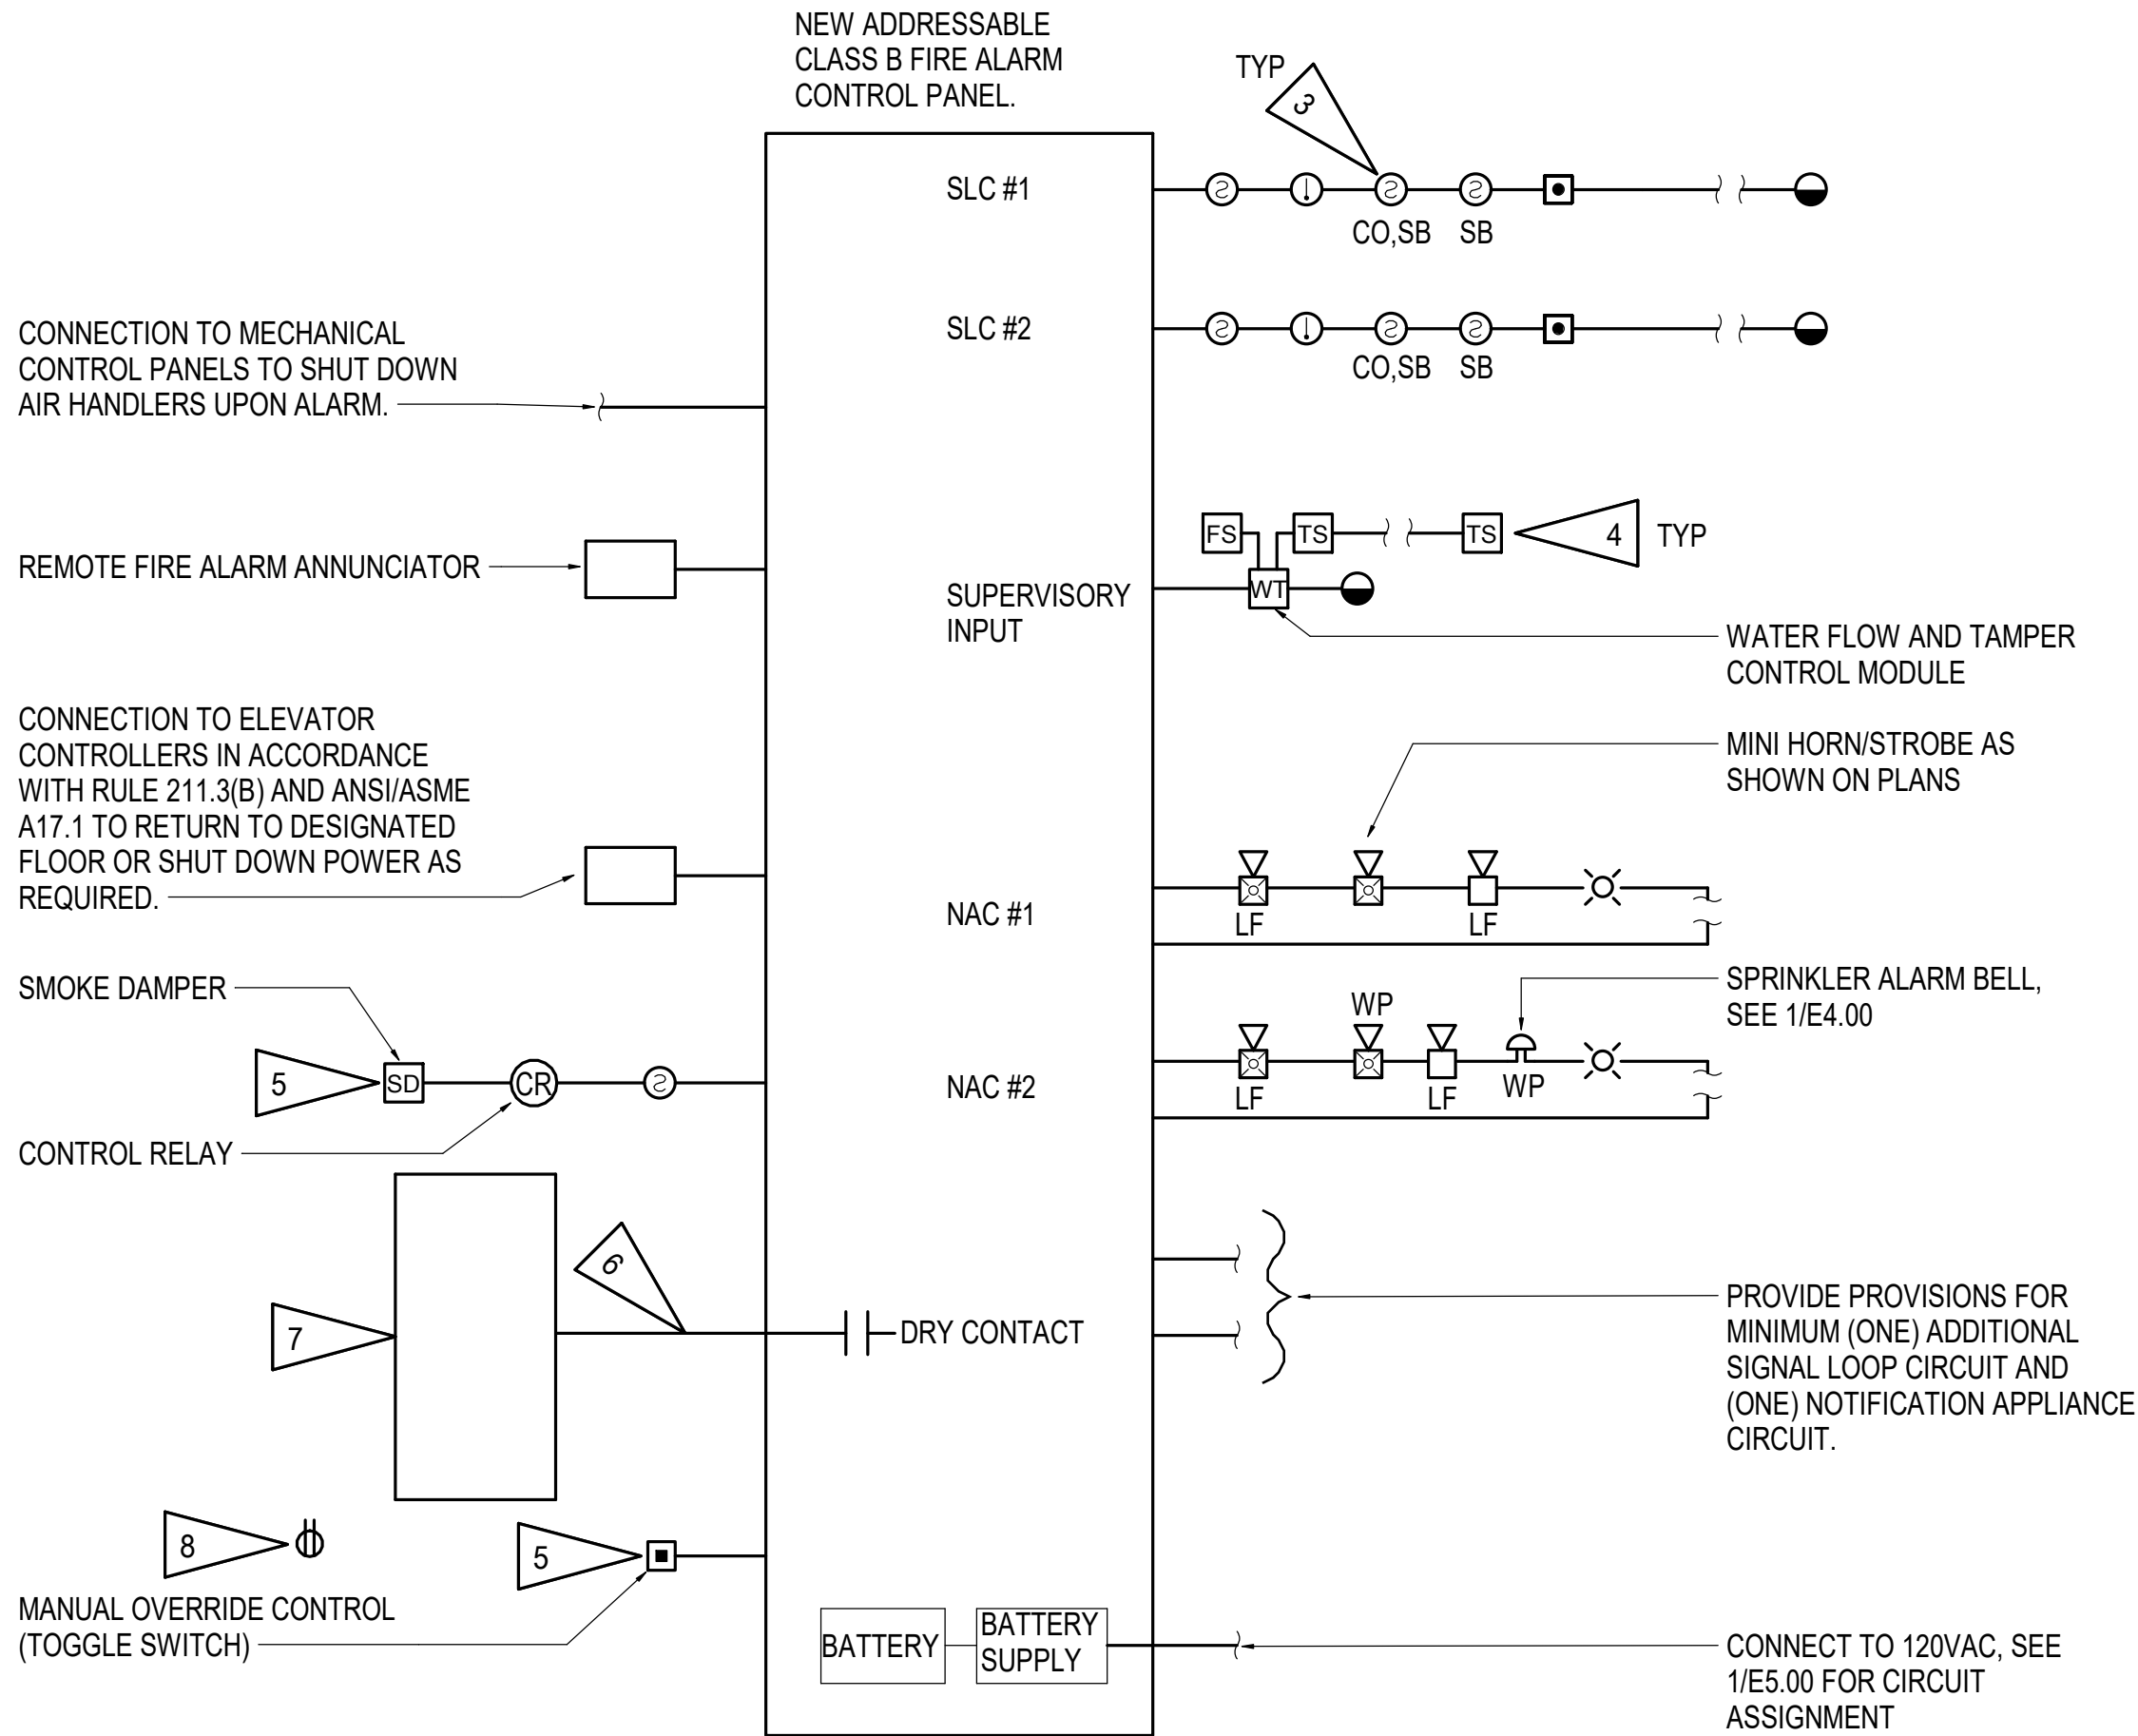 NEW ADDRESSABLE
CLASS B FIRE ALARM
CONTROL PANEL.
TYP
3
SLC #1
CO,SB
SB
SLC #2
CO,SB
SB
CONNECTION TO MECHANICAL
CONTROL PANELS TO SHUT DOWN
AIR HANDLERS UPON ALARM.
FS
TS
TS
4
TYP
REMOTE FIRE ALARM ANNUNCIATOR
SUPERVISORY
INPUT
WT
WATER FLOW AND TAMPER
CONTROL MODULE
CONNECTION TO ELEVATOR
CONTROLLERS IN ACCORDANCE
WITH RULE 211.3(B) AND ANSI/ASME
A17.1 TO RETURN TO DESIGNATED
FLOOR OR SHUT DOWN POWER AS
REQUIRED.
MINI HORN/STROBE AS
SHOWN ON PLANS
NAC #1
LF
LF
SMOKE DAMPER
SPRINKLER ALARM BELL,
SEE 1/E4.00
WP
5
SD
CR
NAC #2
LF
LF
WP
CONTROL RELAY
6
7
DRY CONTACT
PROVIDE PROVISIONS FOR
MINIMUM (ONE) ADDITIONAL
SIGNAL LOOP CIRCUIT AND
(ONE) NOTIFICATION APPLIANCE
CIRCUIT.
8
5
MANUAL OVERRIDE CONTROL
(TOGGLE SWITCH)
BATTERY
BATTERY
SUPPLY
CONNECT TO 120VAC, SEE
1/E5.00 FOR CIRCUIT
ASSIGNMENT